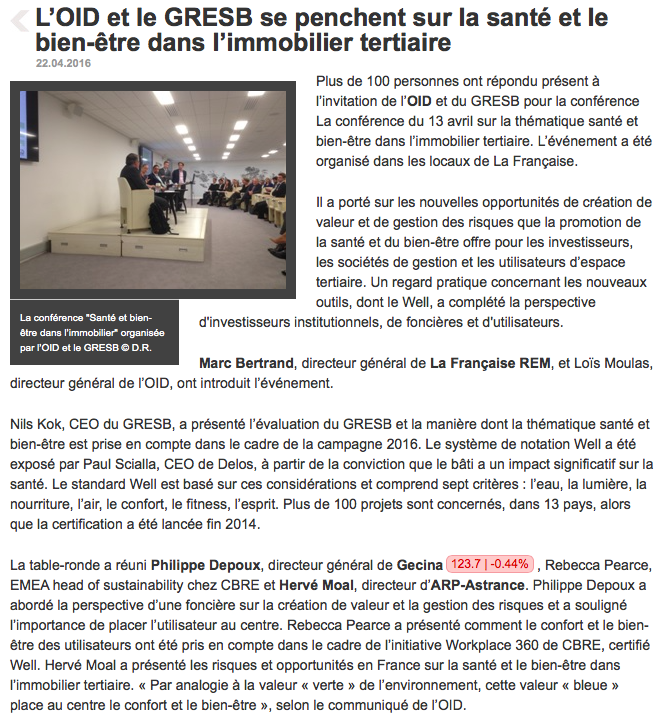 L’OID et le GRESB se penchent sur la santé et le
bien-être dans l’immobilier tertiaire
22.04.2016
Plus de 100 personnes ont répondu présent à
l’invitation de l’OID et du GRESB pour la conférence
La conférence du 13 avril sur la thématique santé et
bien-être dans l’immobilier tertiaire. L’événement a été
organisé dans les locaux de La Française.
Il a porté sur les nouvelles opportunités de création de
valeur et de gestion des risques que la promotion de
la santé et du bien-être offre pour les investisseurs,
les sociétés de gestion et les utilisateurs d’espace
tertiaire. Un regard pratique concernant les nouveaux
outils, dont le Well, a complété la perspective
d'investisseurs institutionnels, de foncières et d'utilisateurs.
La conférence "Santé et bien-
être dans l'immobilier" organisée
par l'OID et le GRESB © D.R.
Marc Bertrand, directeur général de La Française REM, et Loïs Moulas,
directeur général de l’OID, ont introduit l’événement.
Nils Kok, CEO du GRESB, a présenté l’évaluation du GRESB et la manière dont la thématique santé et
bien-être est prise en compte dans le cadre de la campagne 2016. Le système de notation Well a été
exposé par Paul Scialla, CEO de Delos, à partir de la conviction que le bâti a un impact significatif sur la
santé. Le standard Well est basé sur ces considérations et comprend sept critères : l’eau, la lumière, la
nourriture, l’air, le confort, le fitness, l’esprit. Plus de 100 projets sont concernés, dans 13 pays, alors
que la certification a été lancée fin 2014.
La table-ronde a réuni Philippe Depoux, directeur général de Gecina 123.7 | -0.44% , Rebecca Pearce,
EMEA head of sustainability chez CBRE et Hervé Moal, directeur d’ARP-Astrance. Philippe Depoux a
abordé la perspective d’une foncière sur la création de valeur et la gestion des risques et a souligné
l’importance de placer l’utilisateur au centre. Rebecca Pearce a présenté comment le confort et le bien-
être des utilisateurs ont été pris en compte dans le cadre de l’initiative Workplace 360 de CBRE, certifié
Well. Hervé Moal a présenté les risques et opportunités en France sur la santé et le bien-être dans
l’immobilier tertiaire. « Par analogie à la valeur « verte » de l’environnement, cette valeur « bleue »
place au centre le confort et le bien-être », selon le communiqué de l’OID.